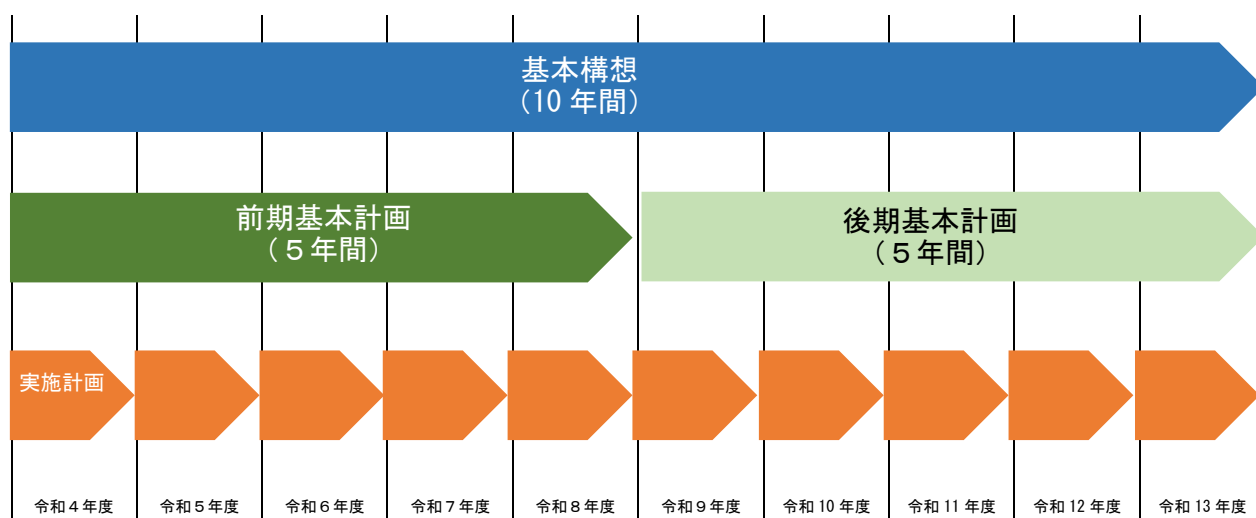 基本構想
（10 年間）
前期基本計画
（５年間）
後期基本計画
（５年間）
実施計画
令和４年度
令和５年度
令和６年度
令和７年度
令和８年度
令和９年度
令和 10 年度
令和 11 年度
令和 12 年度
令和 13 年度